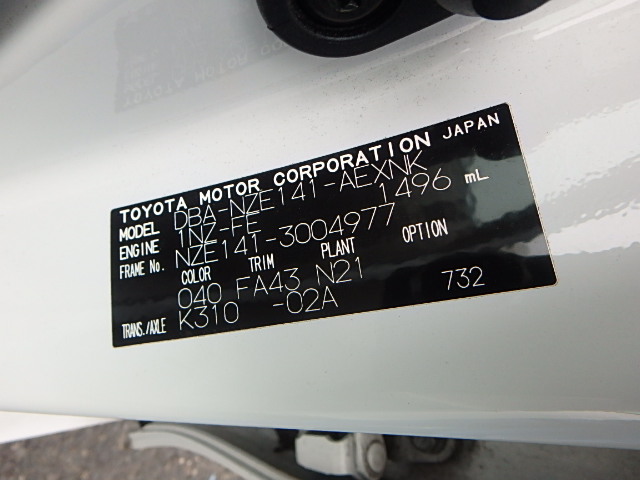 TOYOTA MOTOR CORPORATION JAPAN
MODEL DBA-NZE141-AEXNK
ENGINE 1NZ-FE 1496 mL
FRAME No. NZE141-3004977
COLOR TRIM PLANT OPTION
040 FA43 N21
TRANS./AXLE K310 -02A 732